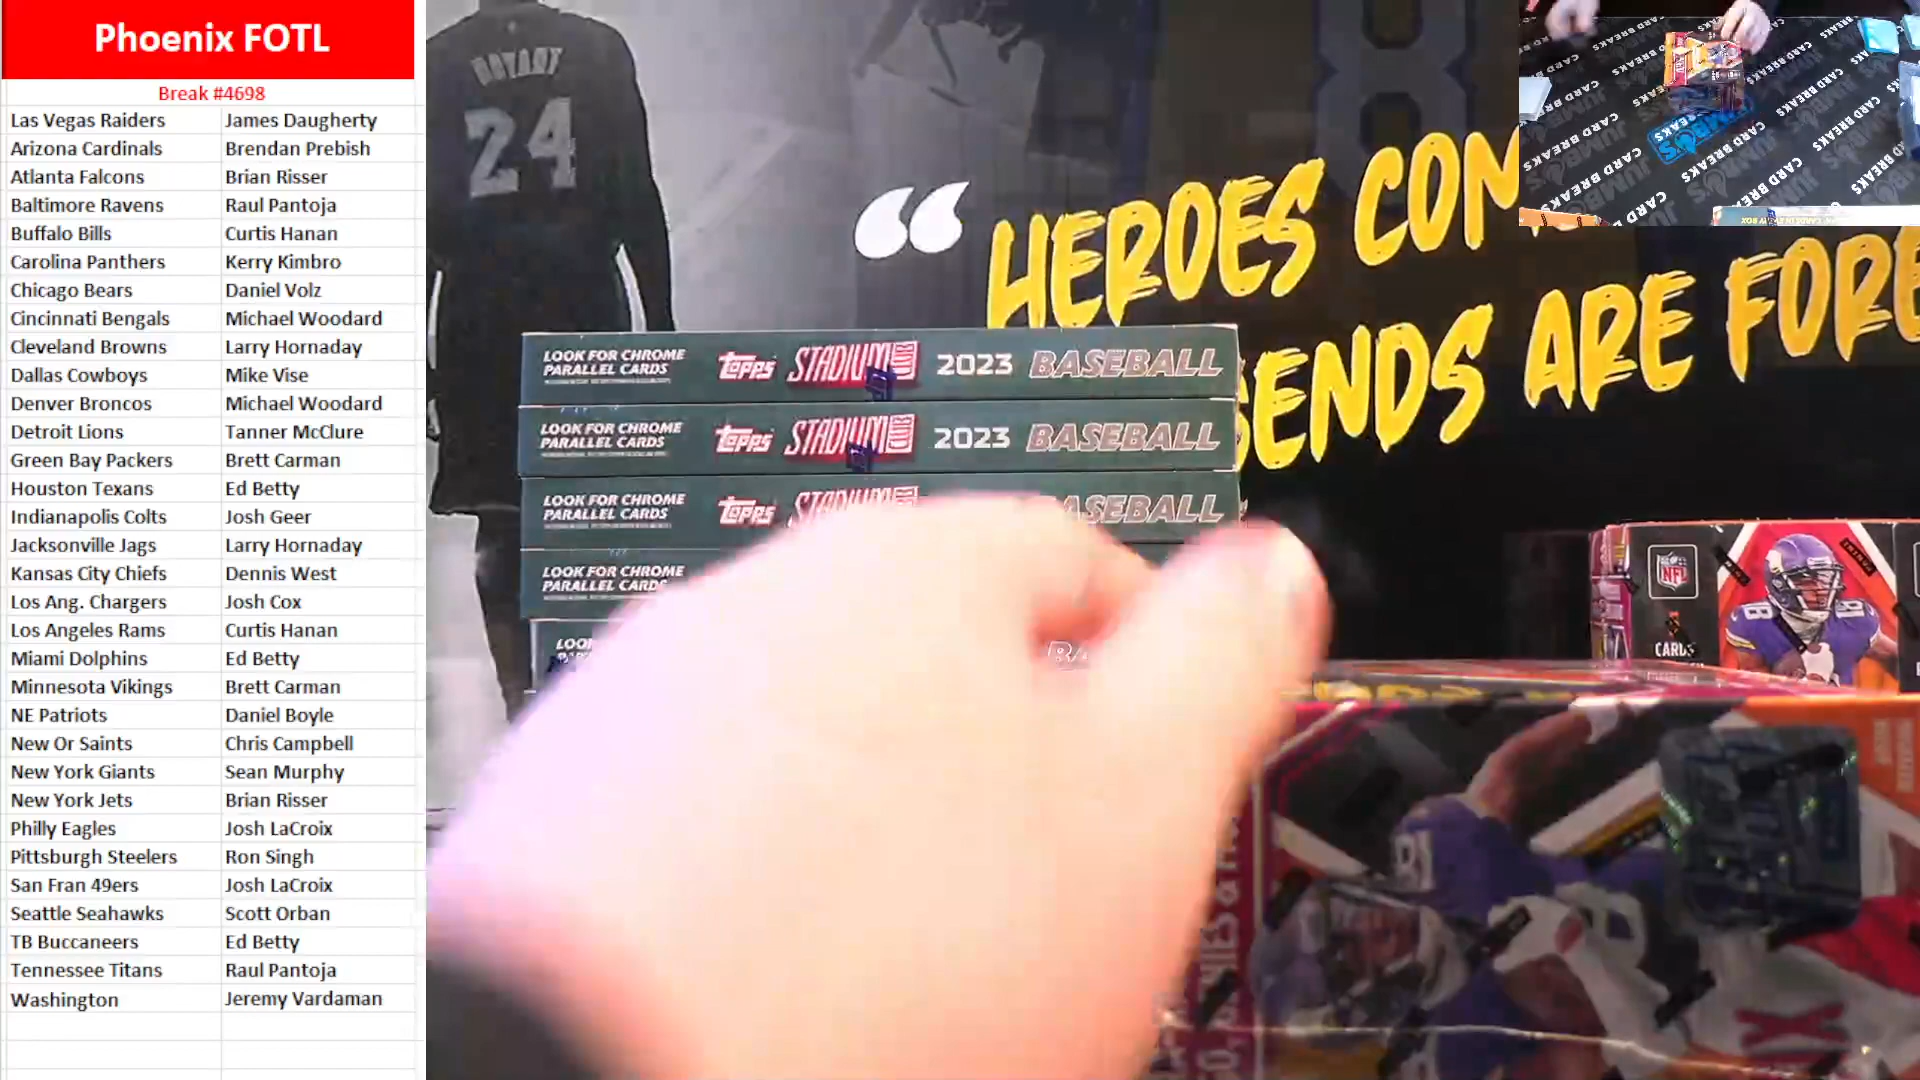 Phoenix FOTL
Break #4698
Las Vegas Raiders James Daugherty
Arizona Cardinals Brendan Prebish
Atlanta Falcons Brian Risser
Baltimore Ravens Raul Pantoja
Buffalo Bills Curtis Hanan
Carolina Panthers Kerry Kimbro
Chicago Bears Daniel Volz
Cincinnati Bengals Michael Woodard
Cleveland Browns Larry Hornaday
Dallas Cowboys Mike Vise
Denver Broncos Michael Woodard
Detroit Lions Tanner McClure
Green Bay Packers Brett Carman
Houston Texans Ed Betty
Indianapolis Colts Josh Geer
Jacksonville Jags Larry Hornaday
Kansas City Chiefs Dennis West
Los Ang. Chargers Josh Cox
Los Angeles Rams Curtis Hanan
Miami Dolphins Ed Betty
Minnesota Vikings Brett Carman
NE Patriots Daniel Boyle
New Or Saints Chris Campbell
New York Giants Sean Murphy
New York Jets Brian Risser
Philly Eagles Josh LaCroix
Pittsburgh Steelers Ron Singh
San Fran 49ers Josh LaCroix
Seattle Seahawks Scott Orban
TB Buccaneers Ed Betty
Tennessee Titans Raul Pantoja
Washington Jeremy Vardaman
BRYANT
24
“HEROES COM
GENDS ARE FORE
LOOK FOR CHROME
PARALLEL CARDS
Topps STADIUM CLUB 2023 BASEBALL
LOOK FOR CHROME
PARALLEL CARDS
Topps STADIUM CLUB 2023 BASEBALL
LOOK FOR CHROME
PARALLEL CARDS
Topps STADIUM BASEBALL
LOOK FOR CHROME
PARALLEL CARDS
NFL
CARDS
CARD BREAKS
JUMBO'S